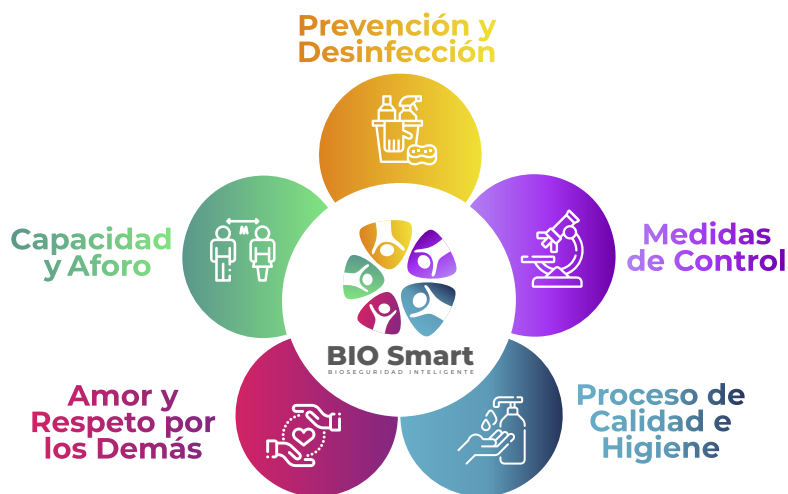 Prevención y
Desinfección
Capacidad
y Aforo
Medidas
de Control
BIO Smart
BIOSEGURIDAD INTELIGENTE
Amor y
Respeto por
los Demás
Proceso de
Calidad e
Higiene